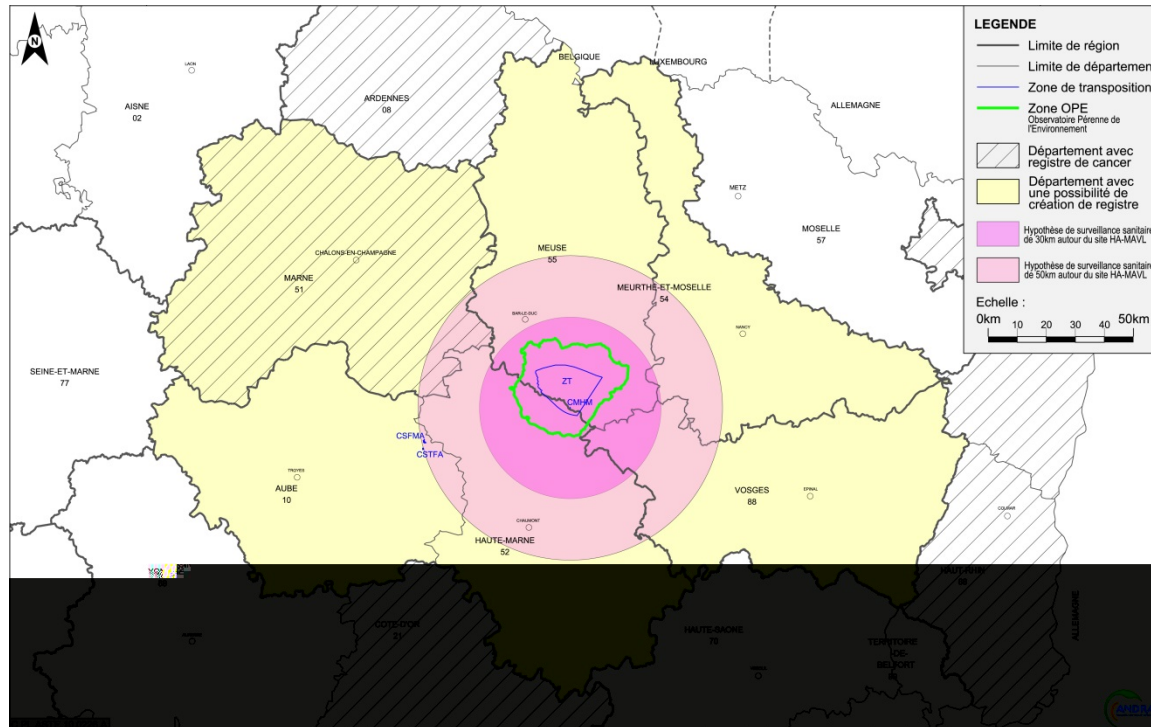 N
LAON
AISNE
02
ARDENNES
08
BELGIQUE
LUXEMBOURG
ALLEMAGNE
METZ
MOSELLE
57
CHALONS-EN-CHAMPAGNE
MARNE
51
MEUSE
55
MEURTHE-ET-MOSELLE
54
BAR-LE-DUC
NANCY
SEINE-ET-MARNE
77
ZT
CMHM
CSFMA
CSTFA
TROYES
AUBE
10
VOSGES
88
EPINAL
COLMAR
CHAUMONT
HAUTE-MARNE
52
HAUT-RHIN
68
COTE-D'OR
21
HAUTE-SAONE
70
TERRITOIRE
-DE-
BELFORT
ALLEMAGNE
ANDRA
LEGENDE
Limite de région
Limite de département
Zone de transposition
Zone OPE
Observatoire Pérenne de
l'Environnement
Département avec
registre de cancer
Département avec
une possibilité de
création de registre
Hypothèse de surveillance sanitaire
de 30km autour du site HA-MAVL
Hypothèse de surveillance sanitaire
de 50km autour du site HA-MAVL
Echelle :
0km 50km
10 20 30 40